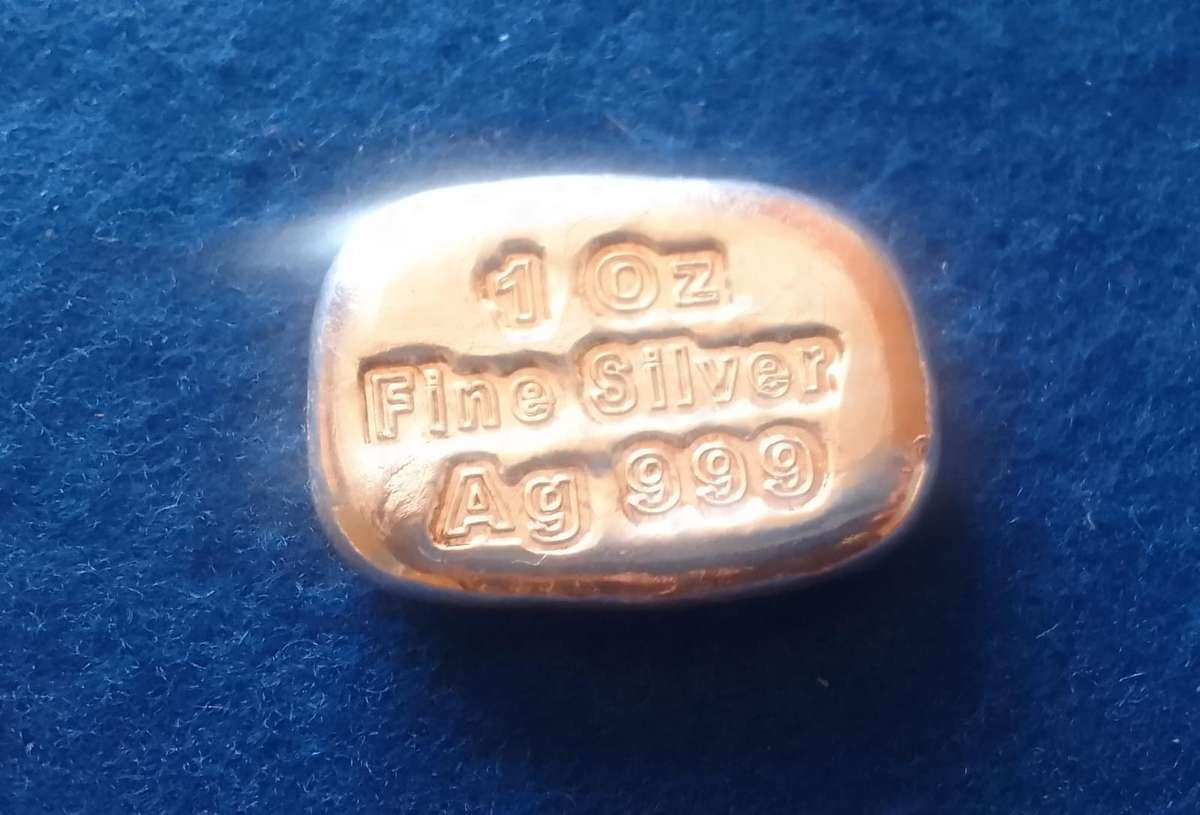 1 Oz
Fine Silver
Ag 999